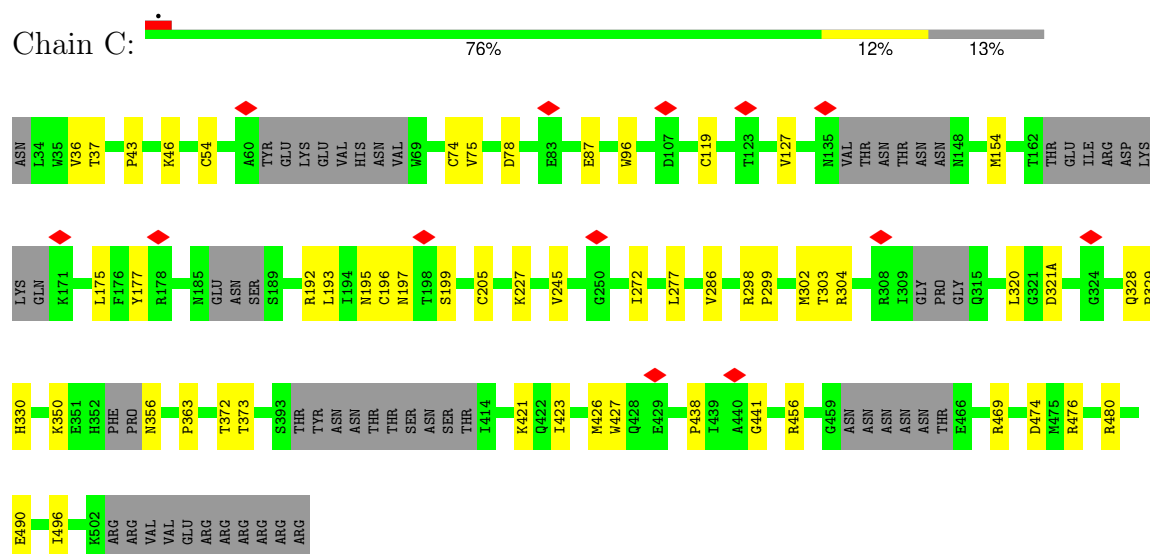 Chain C:
76% 12% 13%
ASN L34 W35 V36 T37 P43 K46 C54 A60 TYR GLU LYS GLU VAL HIS ASN VAL W69 C74 V75 D78 E83 E87 W96 D107 C119 T123 V127 N135 VAL THR ASN THR ASN ASN N148 M154 T162 THR GLU ILE ARG ASP LYS
LYS GLN K171 L175 F176 Y177 R178 N185 GLU ASN SER S189 R192 L193 I194 N195 C196 N197 T198 S199 C205 K227 V245 G250 I272 L277 V286 R298 P299 M302 T303 R304 R308 I309 GLY PRO GLY Q315 L320 G321 D321A G324 Q328 R329
H330 K350 E351 H352 PHE PRO N356 P363 T372 T373 S393 THR TYR ASN ASN THR THR SER ASN SER THR I414 K421 Q422 I423 M426 W427 Q428 E429 P438 I439 A440 G441 R456 G459 ASN ASN ASN ASN ASN THR E466 R469 D474 M475 R476 R480
E490 I496 K502 ARG ARG VAL VAL GLU ARG ARG ARG ARG ARG ARG